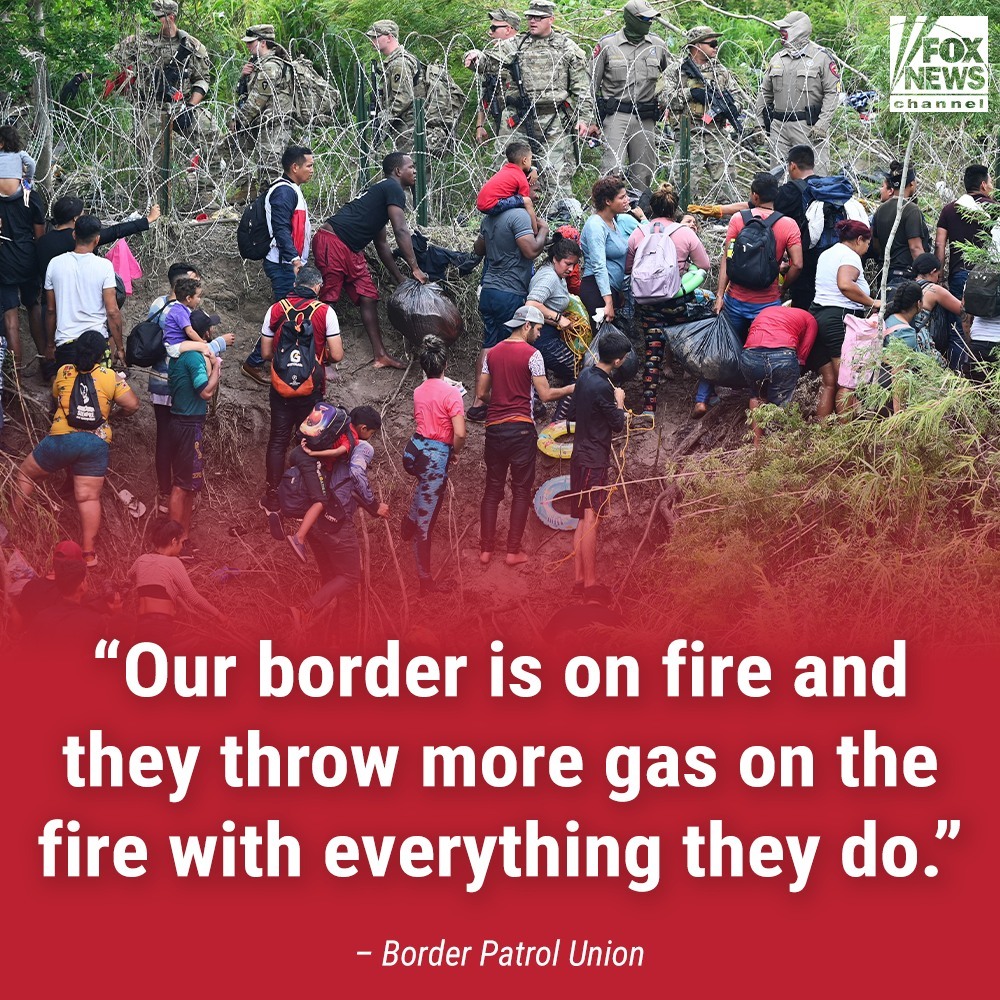 FOX
NEWS
channel
“Our border is on fire and
they throw more gas on the
fire with everything they do.”
– Border Patrol Union